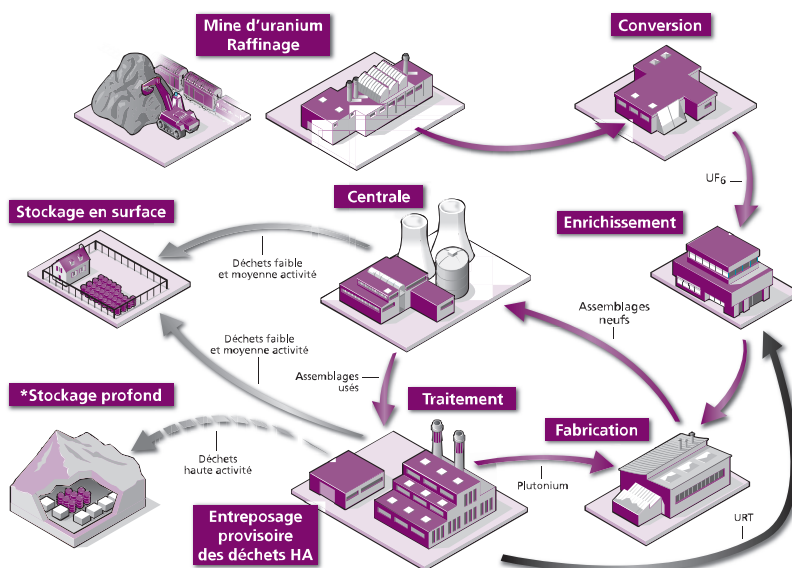 Mine d'uranium
Raffinage
Conversion
UF6
Centrale
Stockage en surface
Enrichissement
Déchets faible
et moyenne activité
Assemblages
neufs
Déchets faible
et moyenne activité
Assemblages
usés
*Stockage profond
Traitement
Fabrication
Déchets
haute activité
Plutonium
Entreposage
provisoire
des déchets HA
URT